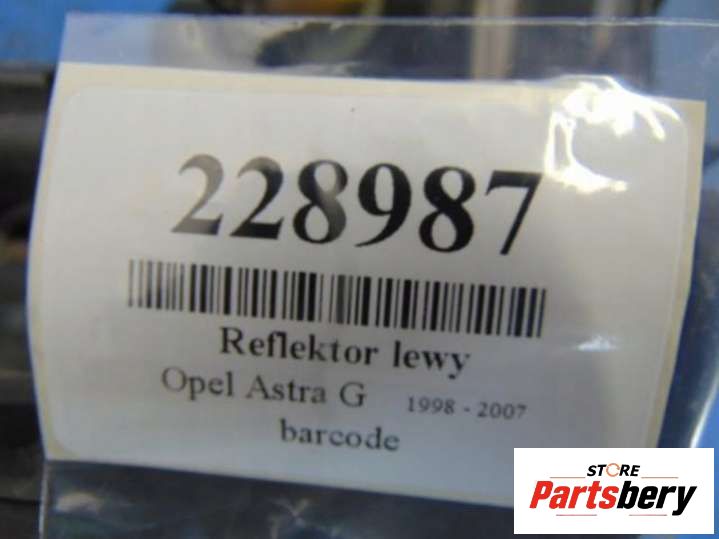 228987
Reflektor lewy
Opel Astra G 1998 - 2007
barcode
STORE
Partsbery